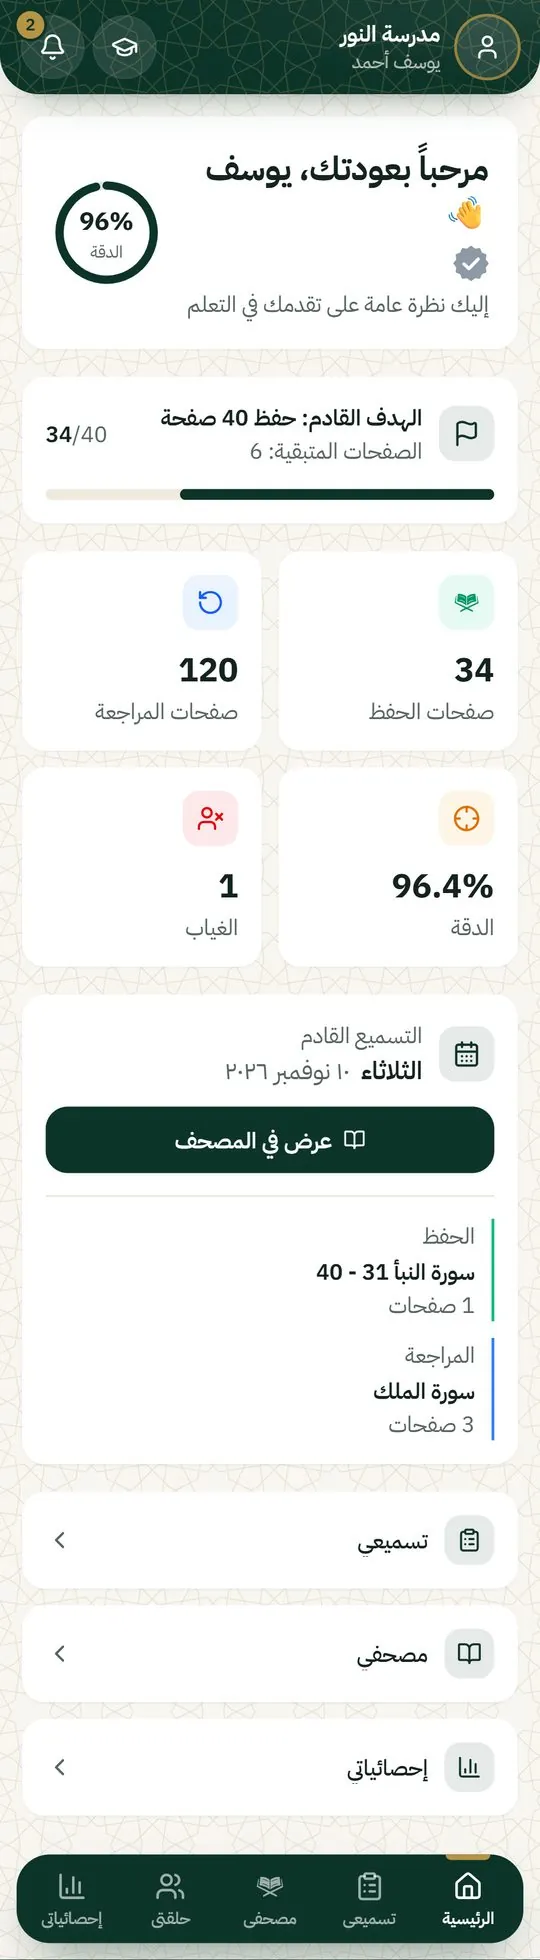 مدرسة النور
يوسف أحمد
2
مرحباً بعودتك، يوسف
👋
إليك نظرة عامة على تقدمك في التعلم
96%
الدقة
الهدف القادم: حفظ 40 صفحة
الصفحات المتبقية: 6
34/40
34
صفحات الحفظ
120
صفحات المراجعة
96.4%
الدقة
1
الغياب
التسميع القادم
الثلاثاء ١٠ نوفمبر ٢٠٢٦
عرض في المصحف
الحفظ
سورة النبأ 31 - 40
1 صفحات
المراجعة
سورة الملك
3 صفحات
تسميعي
مصحفي
إحصائياتي
الرئيسية
تسميعي
مصحفي
حلقتي
إحصائياتي